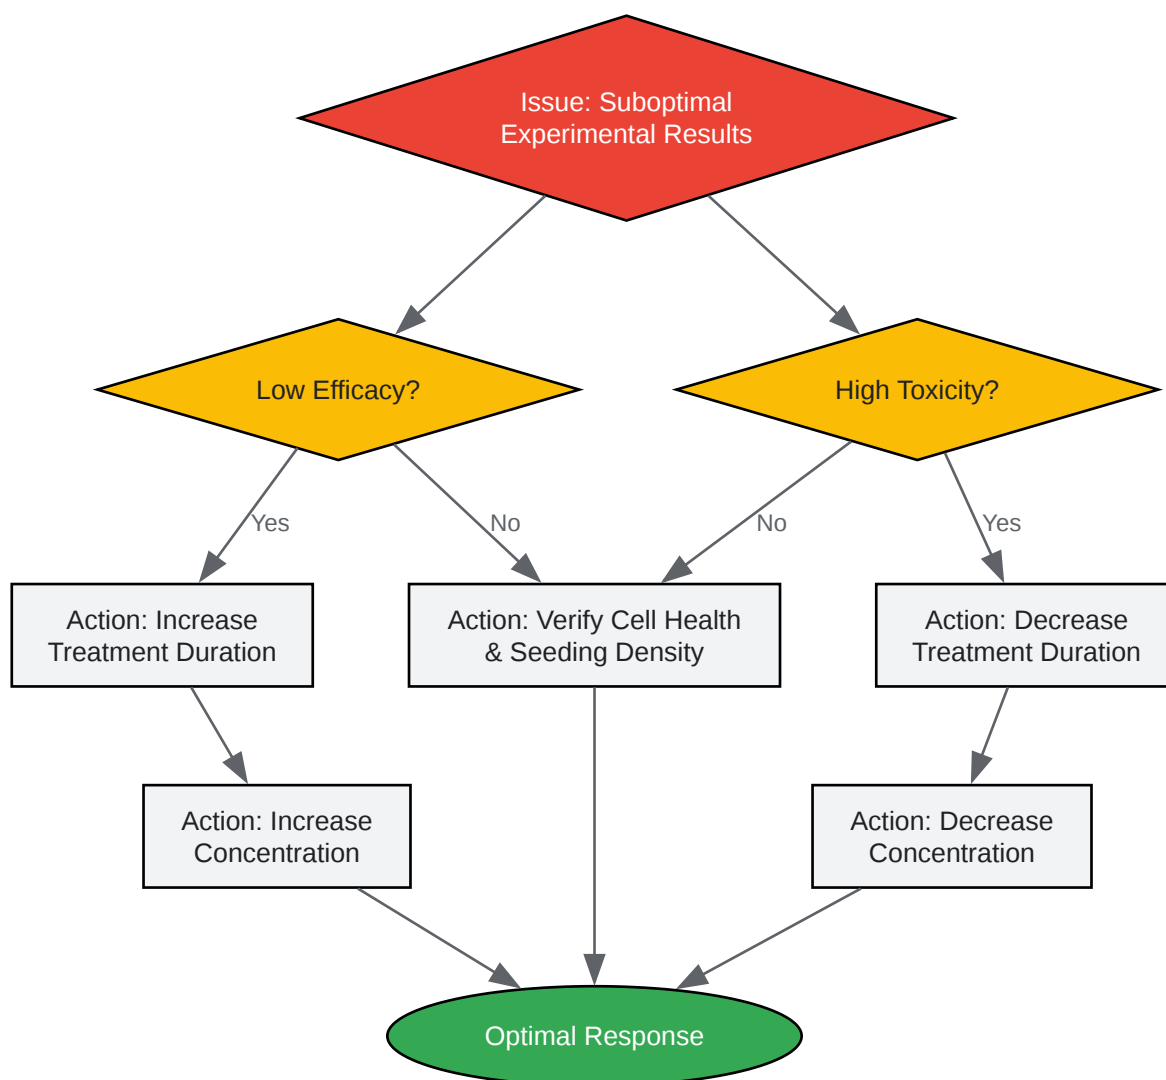 Issue: Suboptimal
Experimental Results
Low Efficacy?
High Toxicity?
Yes
No
No
Yes
Action: Increase
Treatment Duration
Action: Verify Cell Health
& Seeding Density
Action: Decrease
Treatment Duration
Action: Increase
Concentration
Action: Decrease
Concentration
Optimal Response